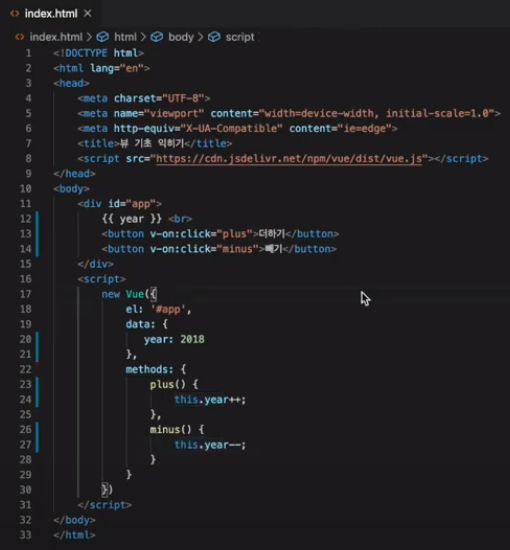 index.html ×
index.html > html > body > script
1 <!DOCTYPE html>
2 <html lang="en">
3 <head>
4 <meta charset="UTF-8">
5 <meta name="viewport" content="width=device-width, initial-scale=1.0">
6 <meta http-equiv="X-UA-Compatible" content="ie=edge">
7 <title>뷰 기초 익히기</title>
8 <script src="https://cdn.jsdelivr.net/npm/vue/dist/vue.js"></script>
9 </head>
10 <body>
11 <div id="app">
12 {{ year }} <br>
13 <button v-on:click="plus">더하기</button>
14 <button v-on:click="minus">빼기</button>
15 </div>
16 <script>
17 new Vue({
18 el: '#app',
19 data: {
20 year: 2018
21 },
22 methods: {
23 plus() {
24 this.year++;
25 },
26 minus() {
27 this.year--;
28 }
29 }
30 })
31 </script>
32 </body>
33 </html>